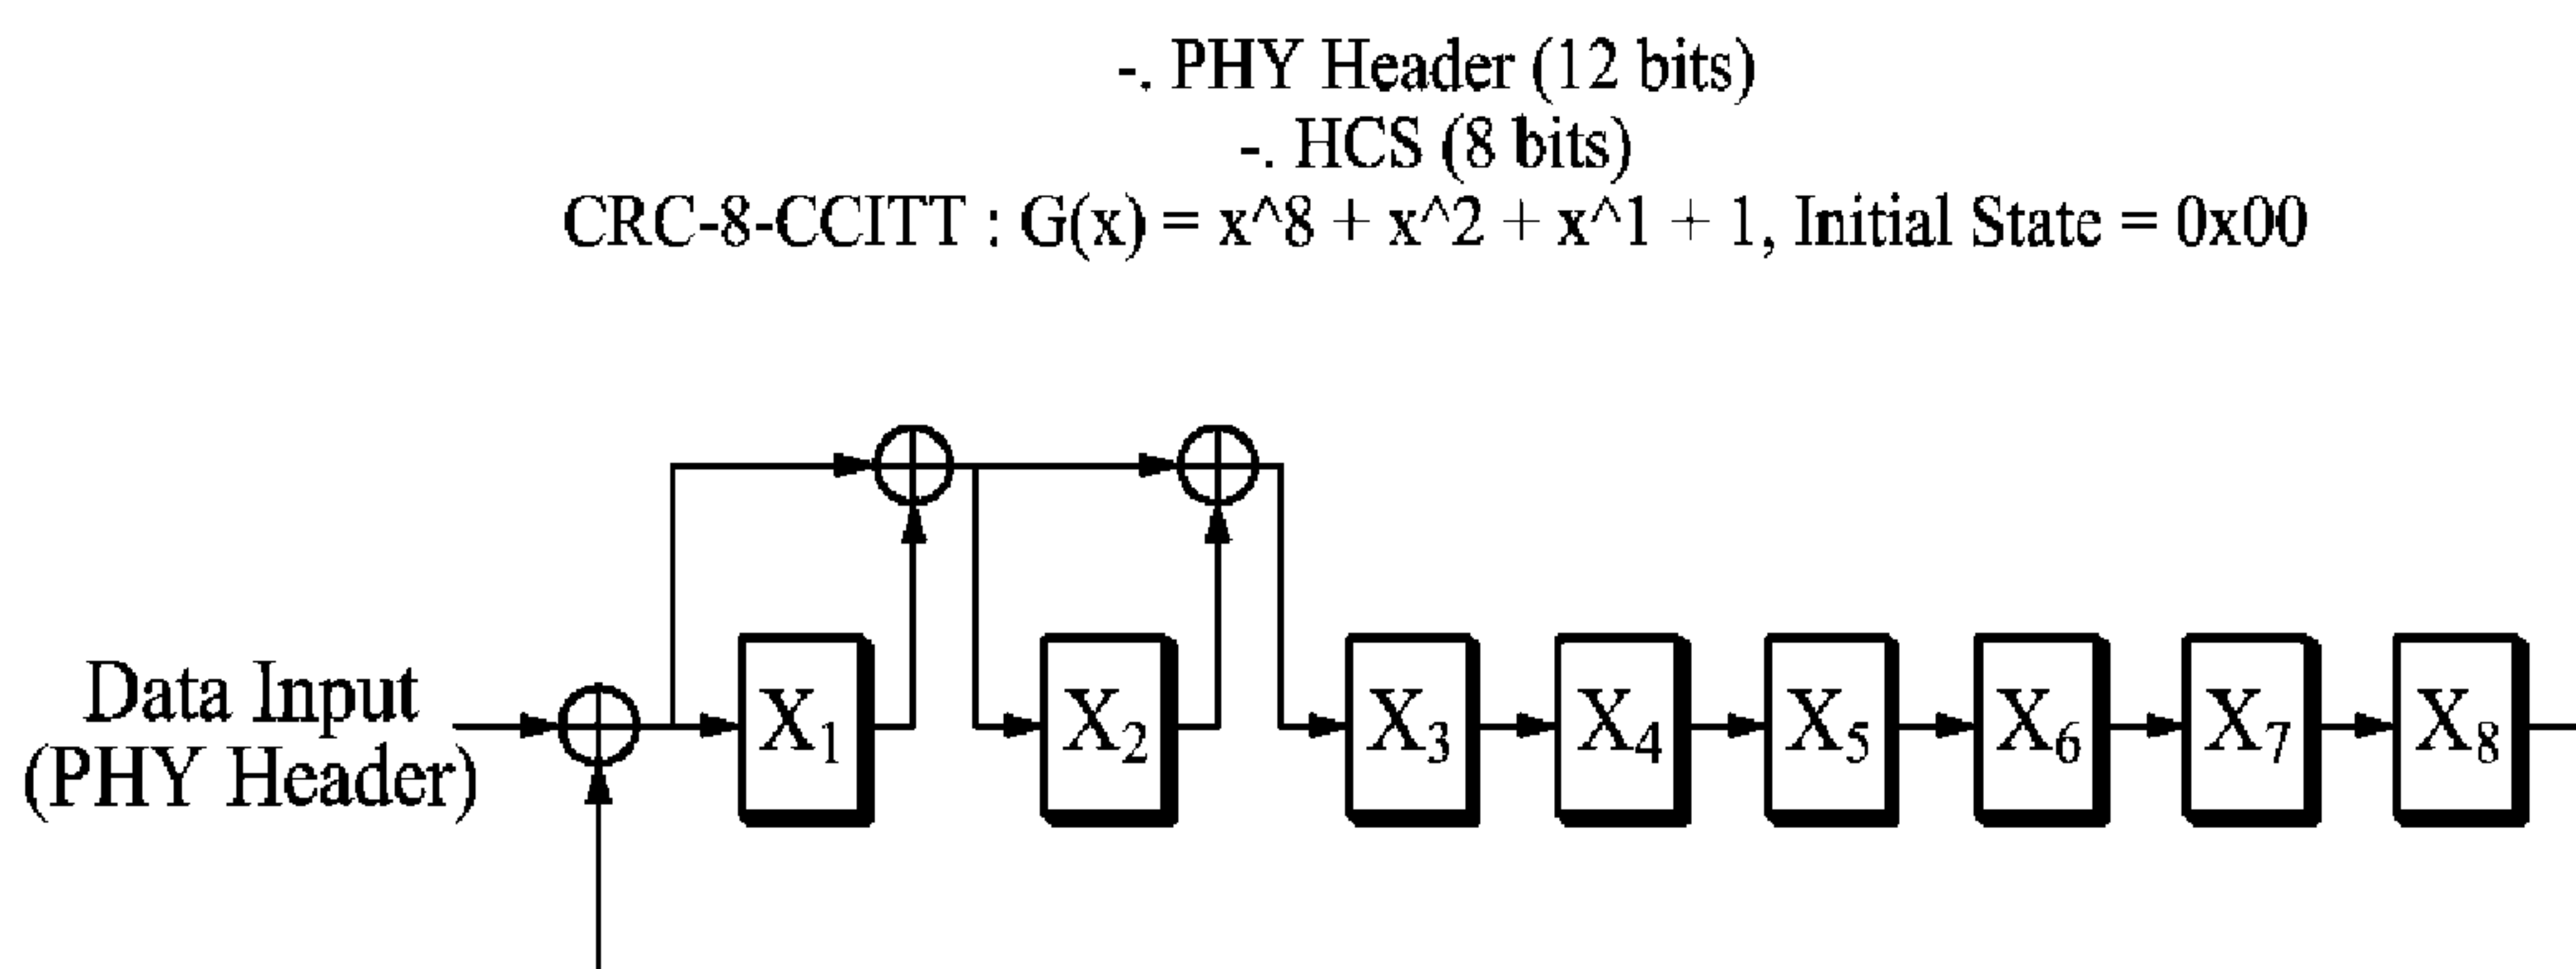 -. PHY Header (12 bits)
-. HCS (8 bits)
CRC-8-CCITT : G(x) = x^8 + x^2 + x^1 + 1, Initial State = 0x00
Data Input
(PHY Header)
X₁
X₂
X₃
X₄
X₅
X₆
X₇
X₈